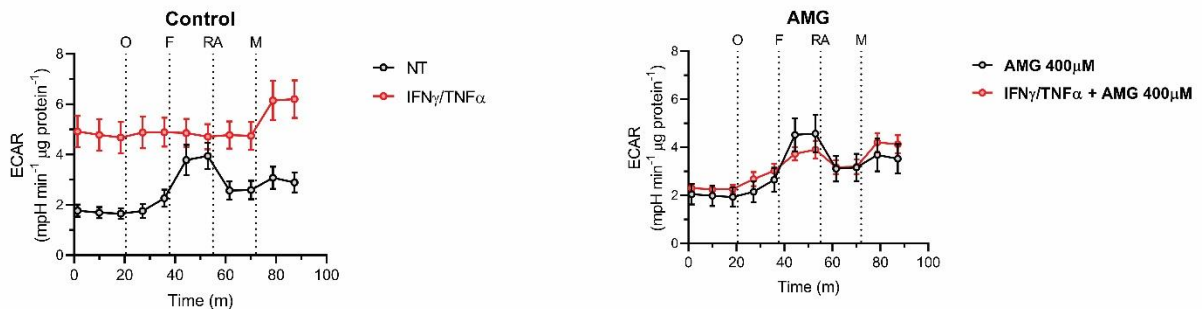 Control
O F RA M
8
6
4
2
0
ECAR
(mpH min⁻¹ µg protein⁻¹)
0 20 40 60 80 100
Time (m)
NT
IFNγ/TNFα
AMG
O F RA M
8
6
4
2
0
ECAR
(mpH min⁻¹ µg protein⁻¹)
0 20 40 60 80 100
Time (m)
AMG 400µM
IFNγ/TNFα + AMG 400µM